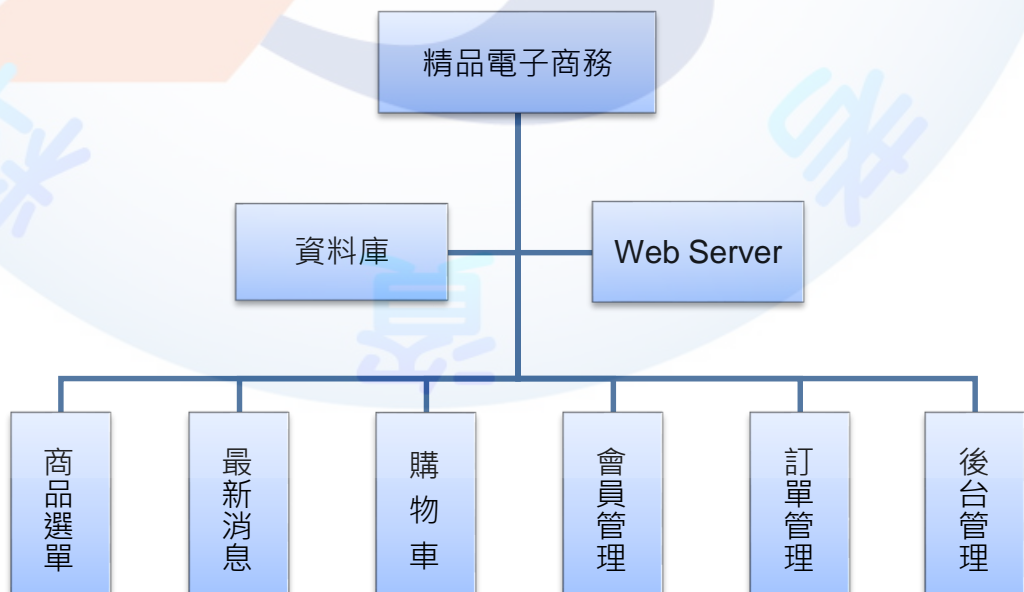 精品電子商務
資料庫
Web Server
商品選單
最新消息
購物車
會員管理
訂單管理
後台管理
資